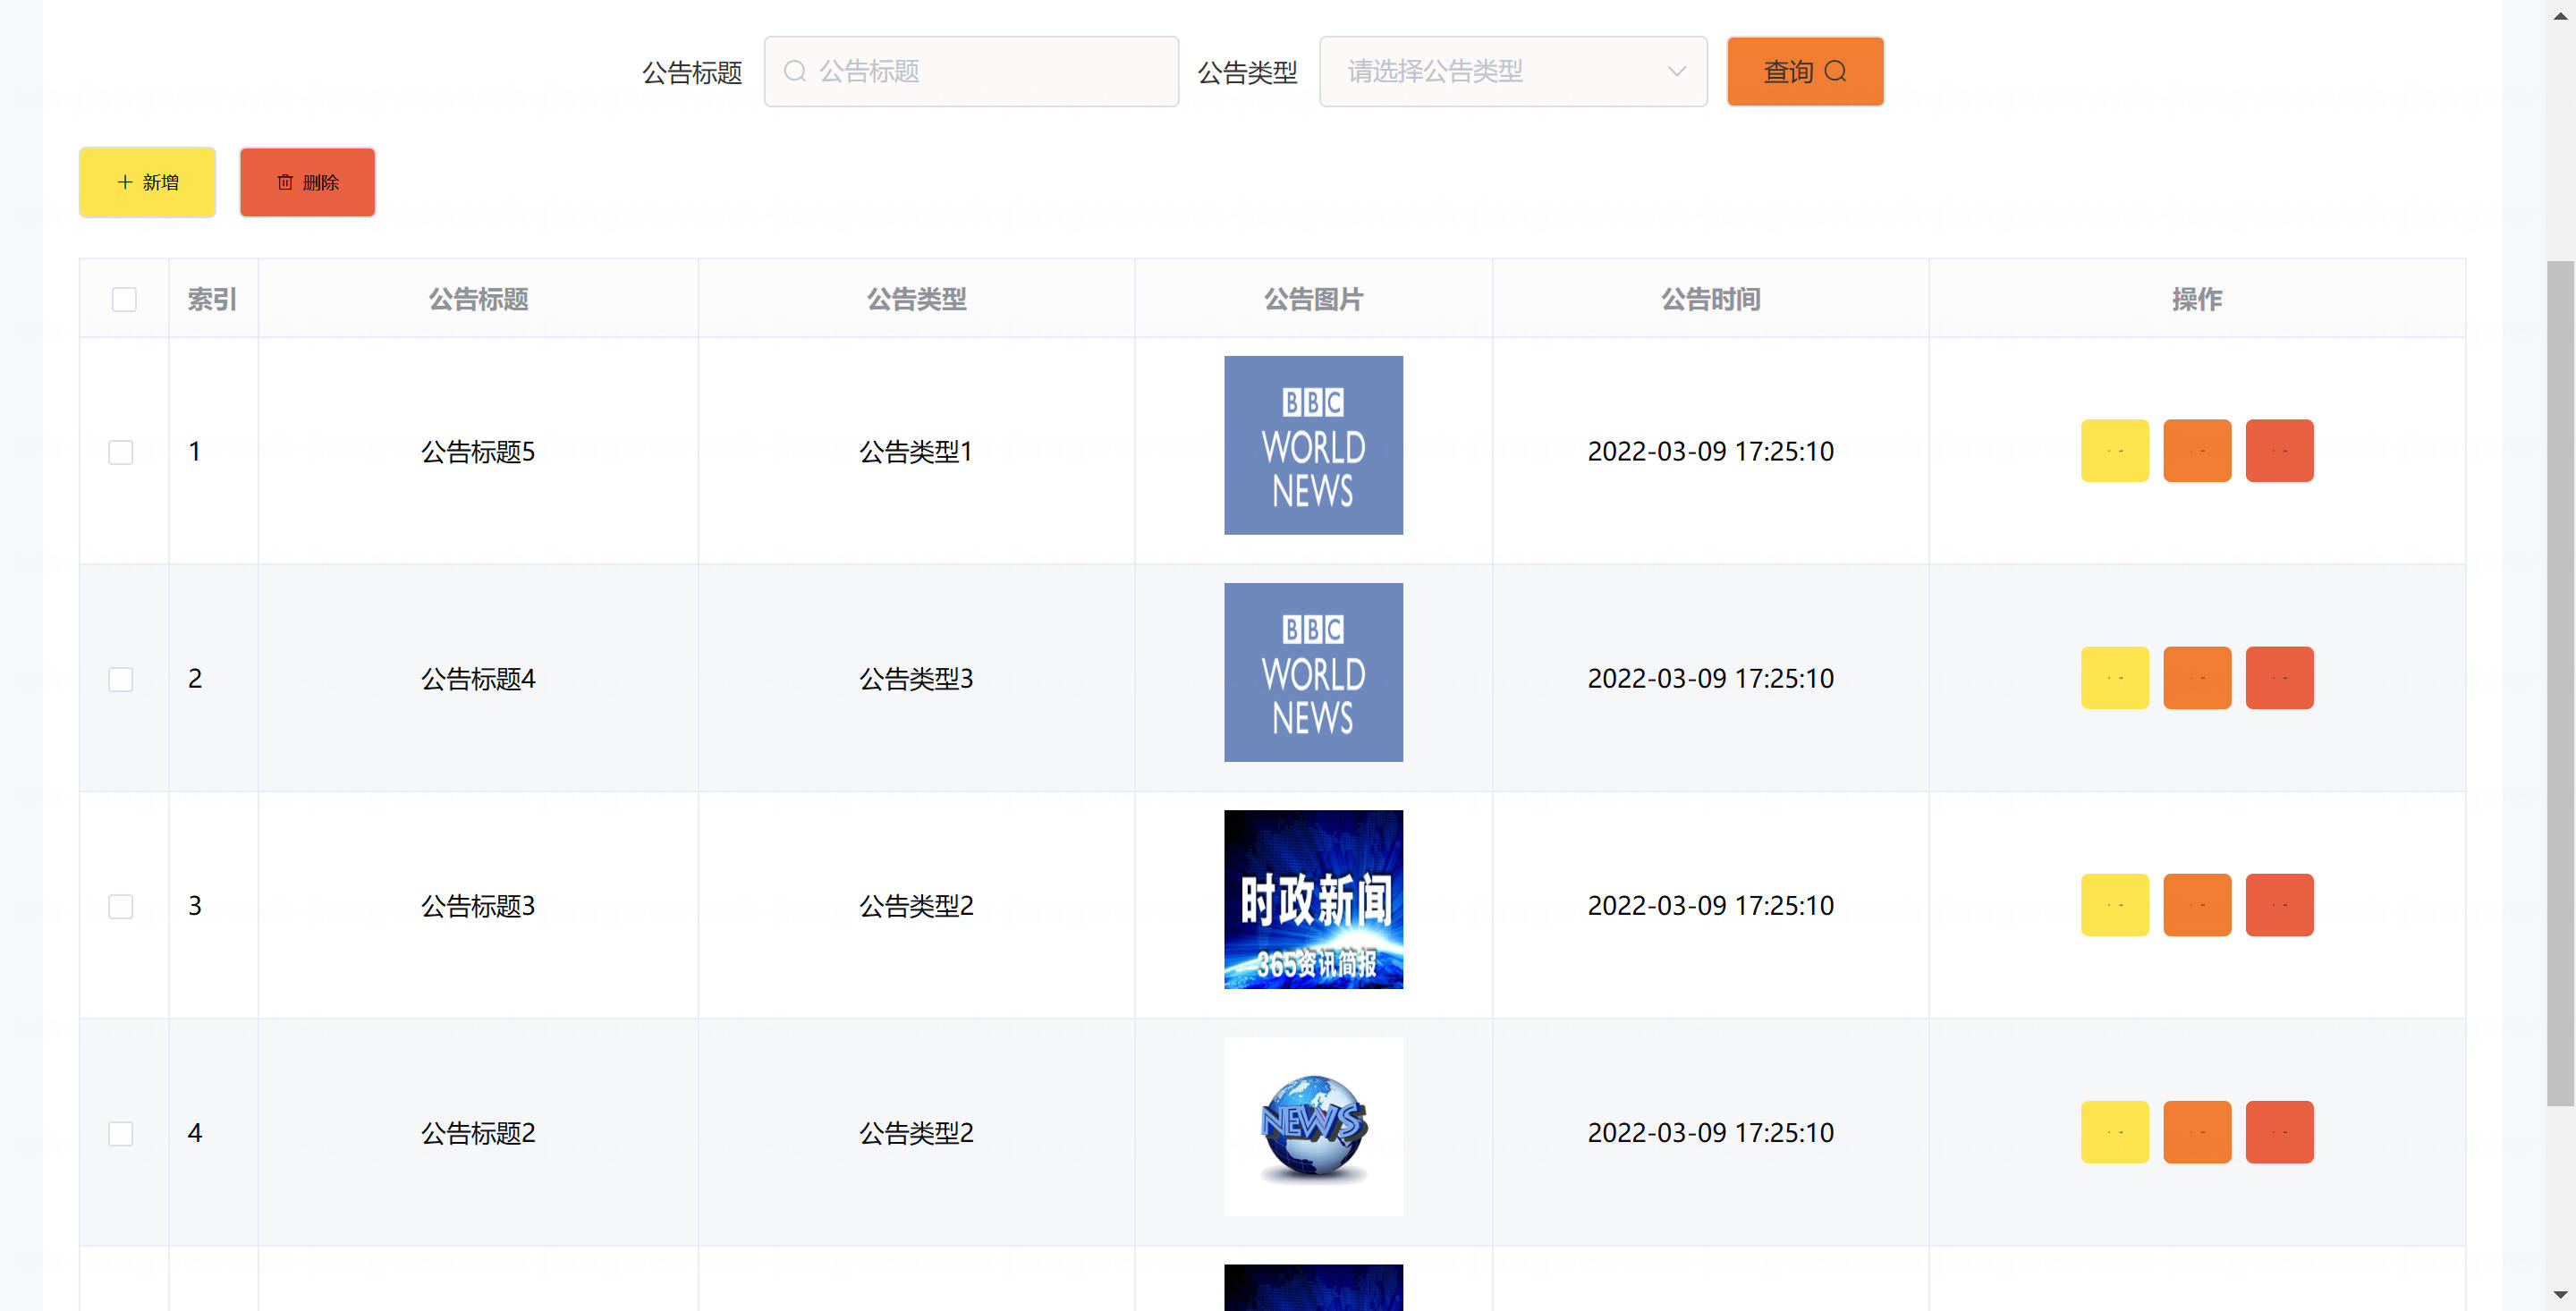 公告标题 公告标题 公告类型 请选择公告类型 查询
新增 删除
索引 公告标题 公告类型 公告图片 公告时间 操作
1 公告标题5 公告类型1 BBC WORLD NEWS 2022-03-09 17:25:10
2 公告标题4 公告类型3 BBC WORLD NEWS 2022-03-09 17:25:10
3 公告标题3 公告类型2 时政新闻 365资讯简报 2022-03-09 17:25:10
4 公告标题2 公告类型2 NEWS 2022-03-09 17:25:10